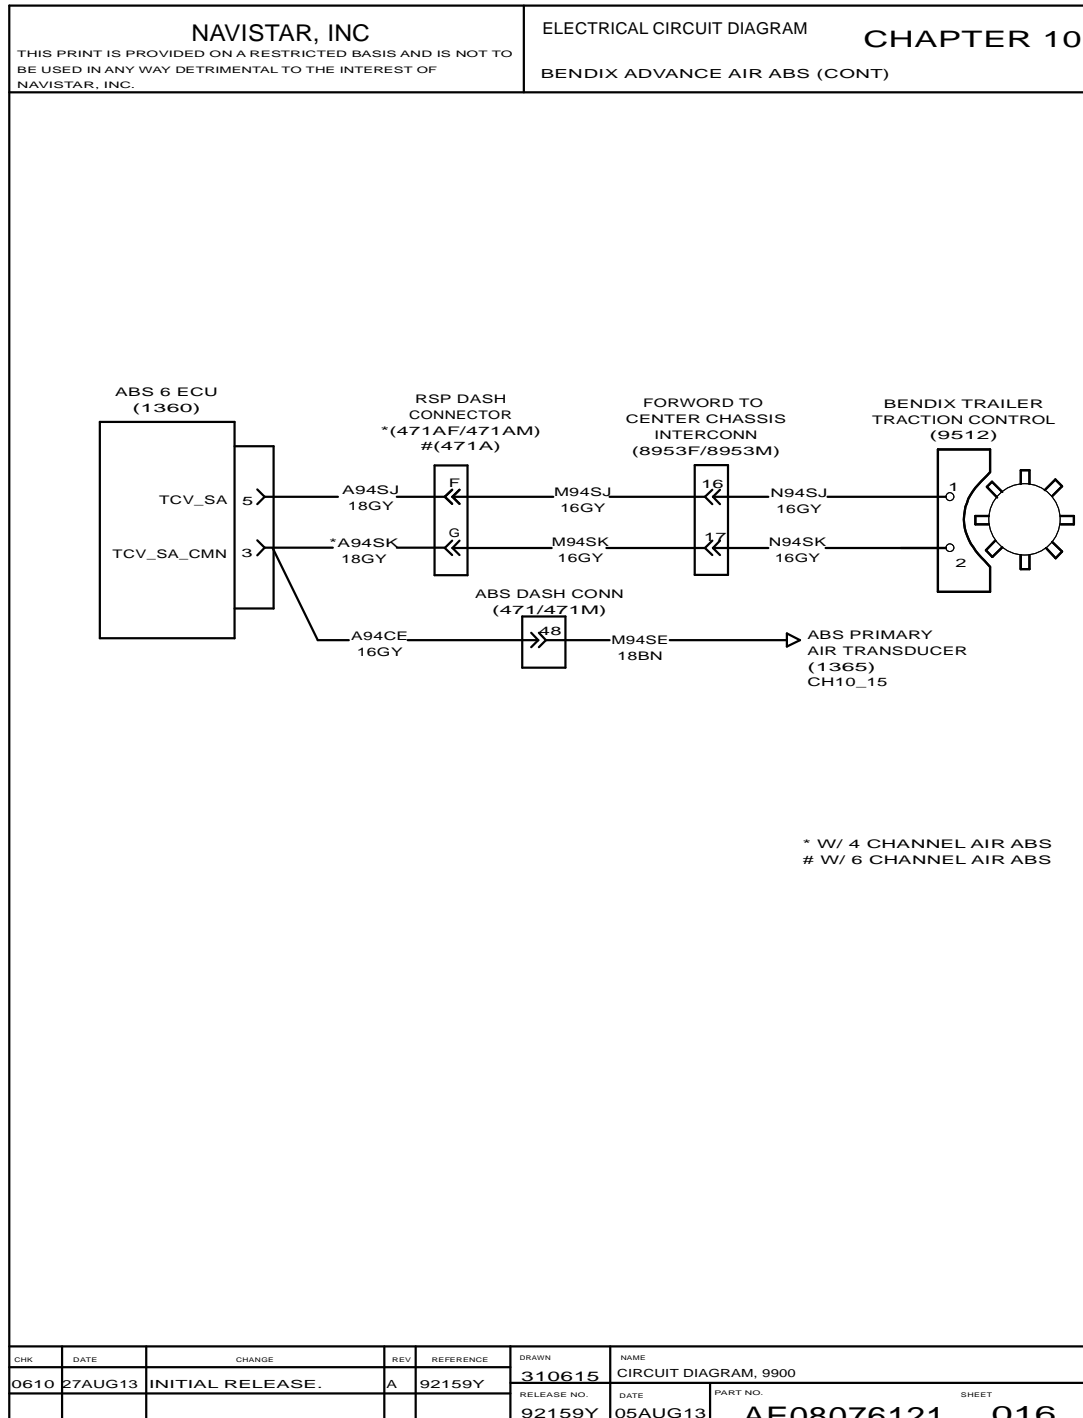 NAVISTAR, INC
THIS PRINT IS PROVIDED ON A RESTRICTED BASIS AND IS NOT TO
BE USED IN ANY WAY DETRIMENTAL TO THE INTEREST OF
NAVISTAR, INC.
ELECTRICAL CIRCUIT DIAGRAM
CHAPTER 10
BENDIX ADVANCE AIR ABS (CONT)
ABS 6 ECU
(1360)
RSP DASH
CONNECTOR
*(471AF/471AM)
#(471A)
FORWORD TO
CENTER CHASSIS
INTERCONN
(8953F/8953M)
BENDIX TRAILER
TRACTION CONTROL
(9512)
TCV_SA
5
A94SJ
18GY
F
M94SJ
16GY
16
N94SJ
16GY
1
TCV_SA_CMN
3
*A94SK
18GY
G
M94SK
16GY
17
N94SK
16GY
2
ABS DASH CONN
(471/471M)
A94CE
16GY
48
M94SE
18BN
ABS PRIMARY
AIR TRANSDUCER
(1365)
CH10_15
* W/ 4 CHANNEL AIR ABS
# W/ 6 CHANNEL AIR ABS
CHK DATE CHANGE REV REFERENCE
0610 27AUG13 INITIAL RELEASE. A 92159Y
DRAWN
310615
NAME
CIRCUIT DIAGRAM, 9900
RELEASE NO.
92159Y
DATE
05AUG13
PART NO.
AE08076121
SHEET
016